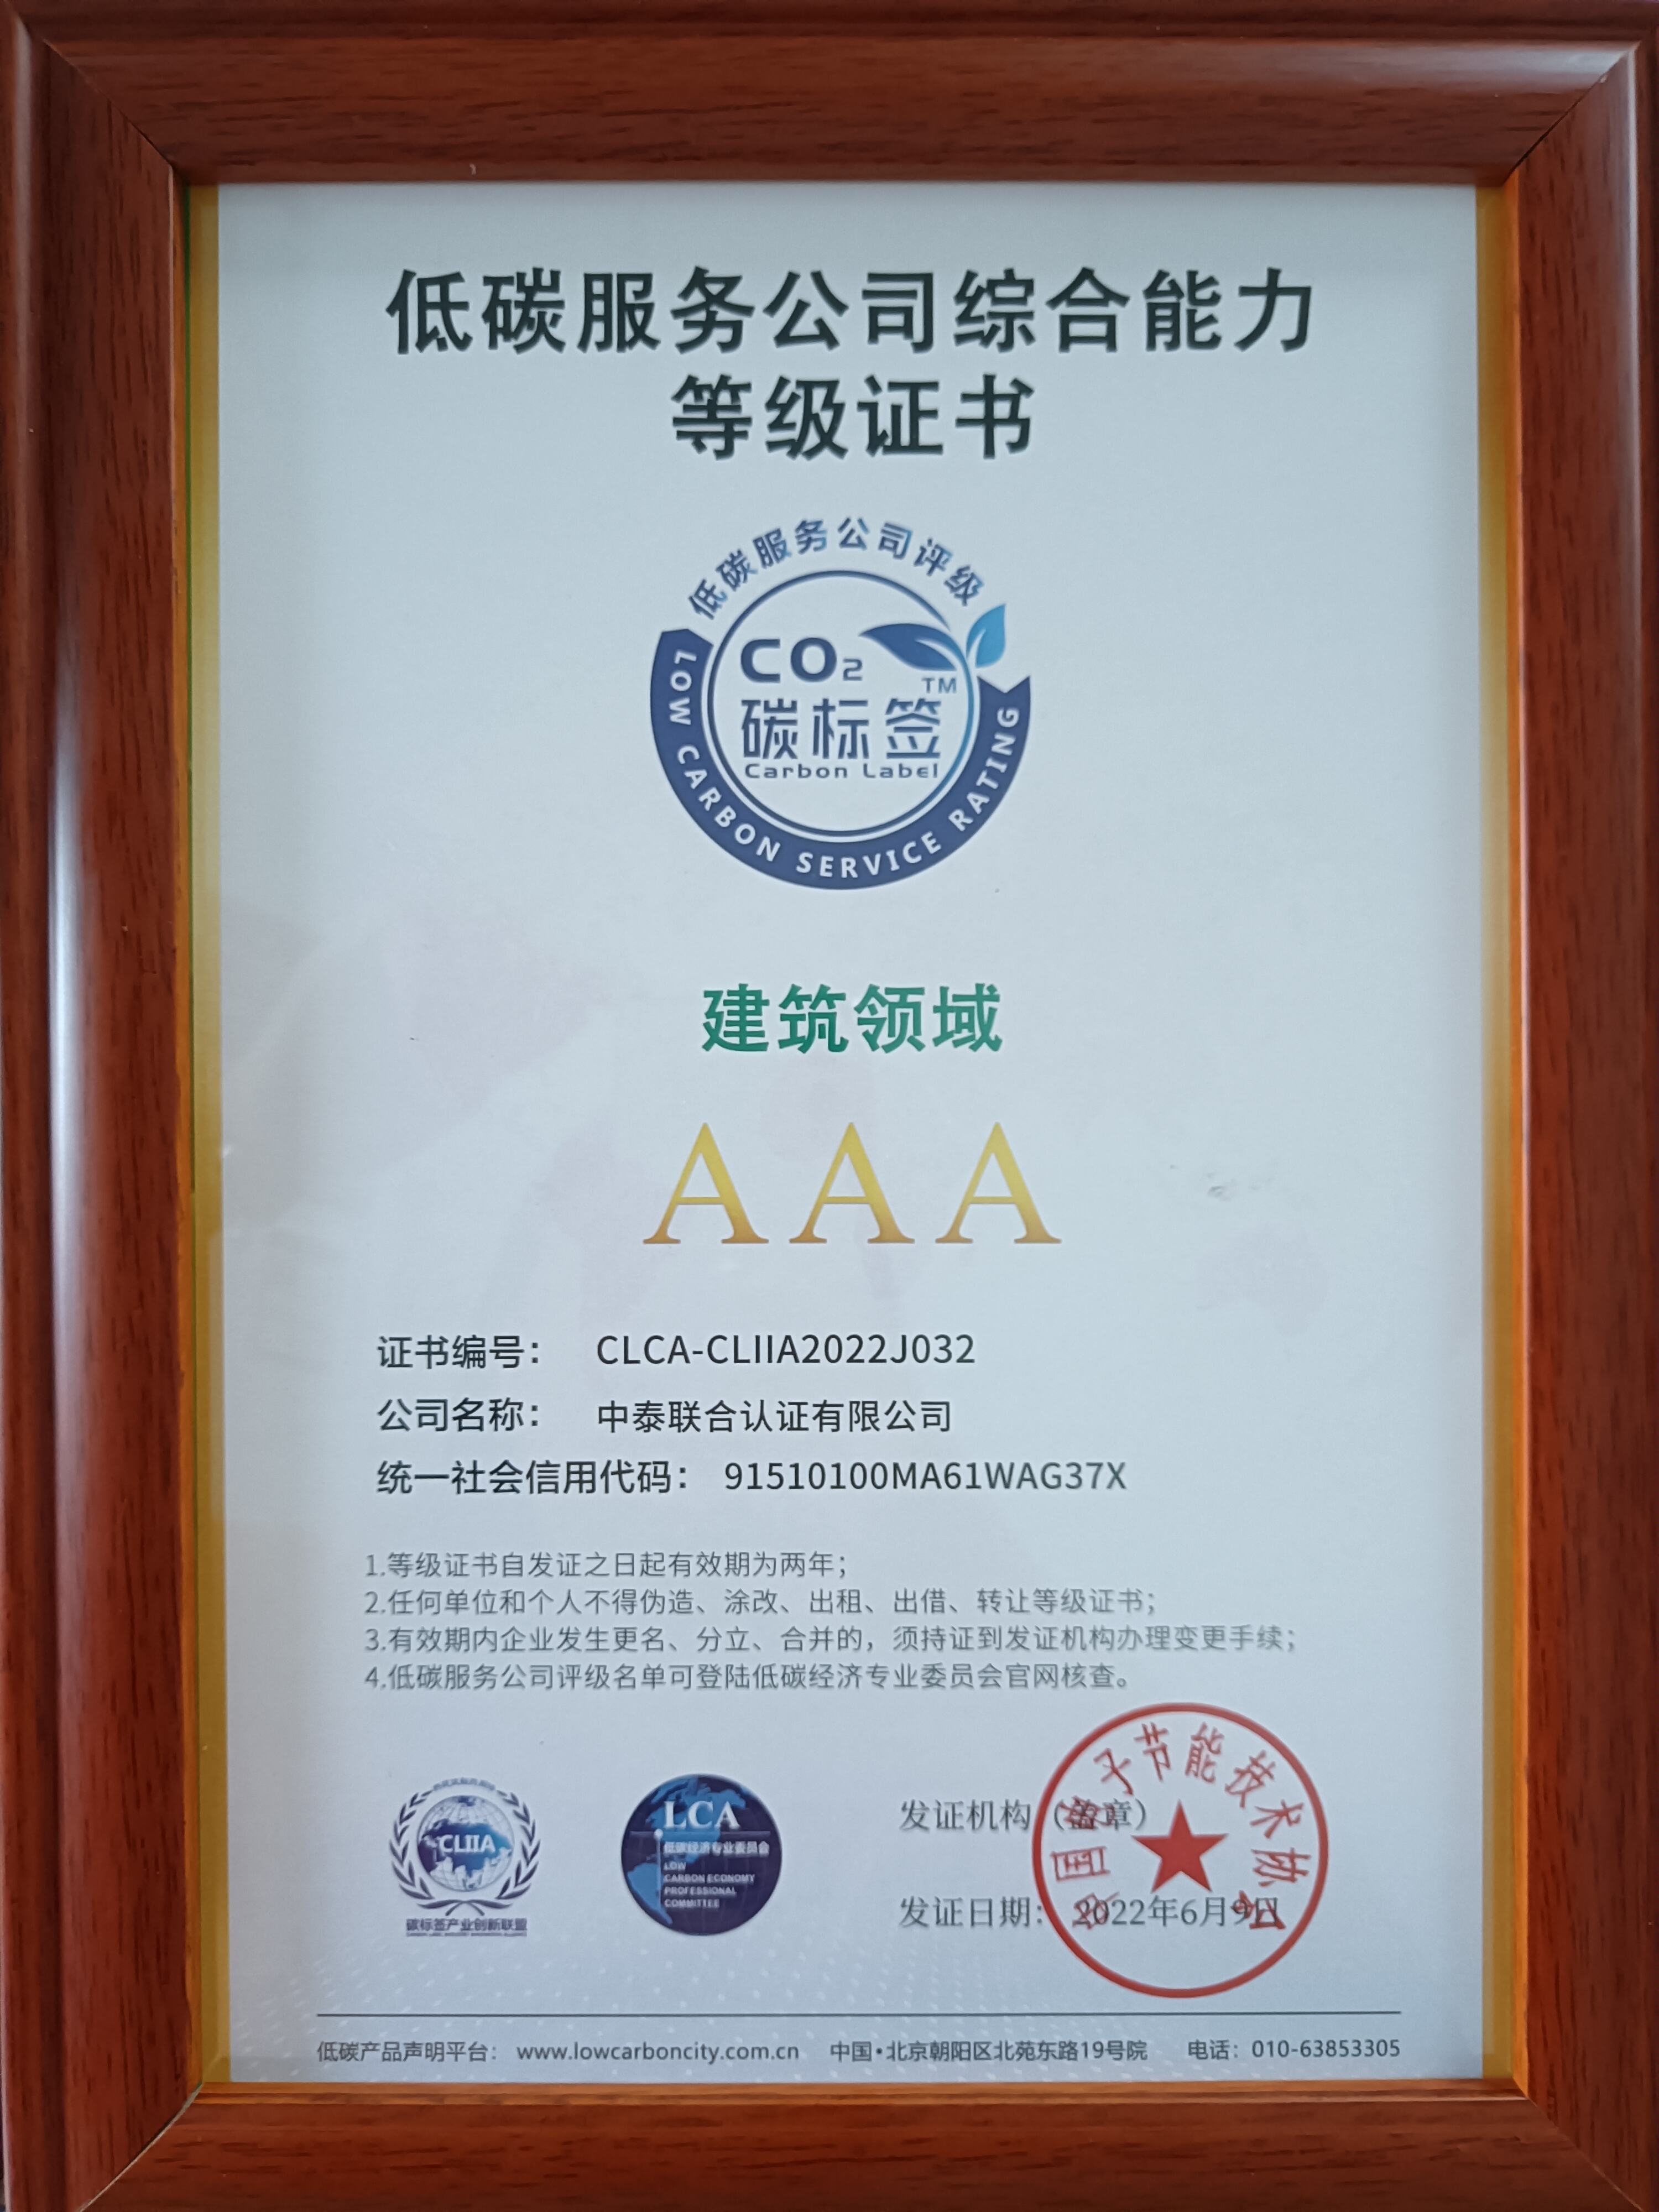 低碳服务公司综合能力
等级证书
低碳服务公司评级
CO₂
TM
碳标签
Carbon Label
LOW CARBON SERVICE RATING
建筑领域
AAA
证书编号： CLCA-CLIIA2022J032
公司名称： 中泰联合认证有限公司
统一社会信用代码： 91510100MA61WAG37X
1.等级证书自发证之日起有效期为两年；
2.任何单位和个人不得伪造、涂改、出租、出借、转让等级证书；
3.有效期内企业发生更名、分立、合并的，须持证到发证机构办理变更手续；
4.低碳服务公司评级名单可登陆低碳经济专业委员会官网核查。
CLIIA
碳标签产业创新联盟
LCA
低碳经济专业委员会
LOW
CARBON ECONOMY
PROFESSIONAL
COMMITTEE
发证机构（盖章）
发证日期： 2022年6月9日
国 子节能技术协会
低碳产品声明平台： www.lowcarboncity.com.cn 中国·北京朝阳区北苑东路19号院 电话：010-63853305